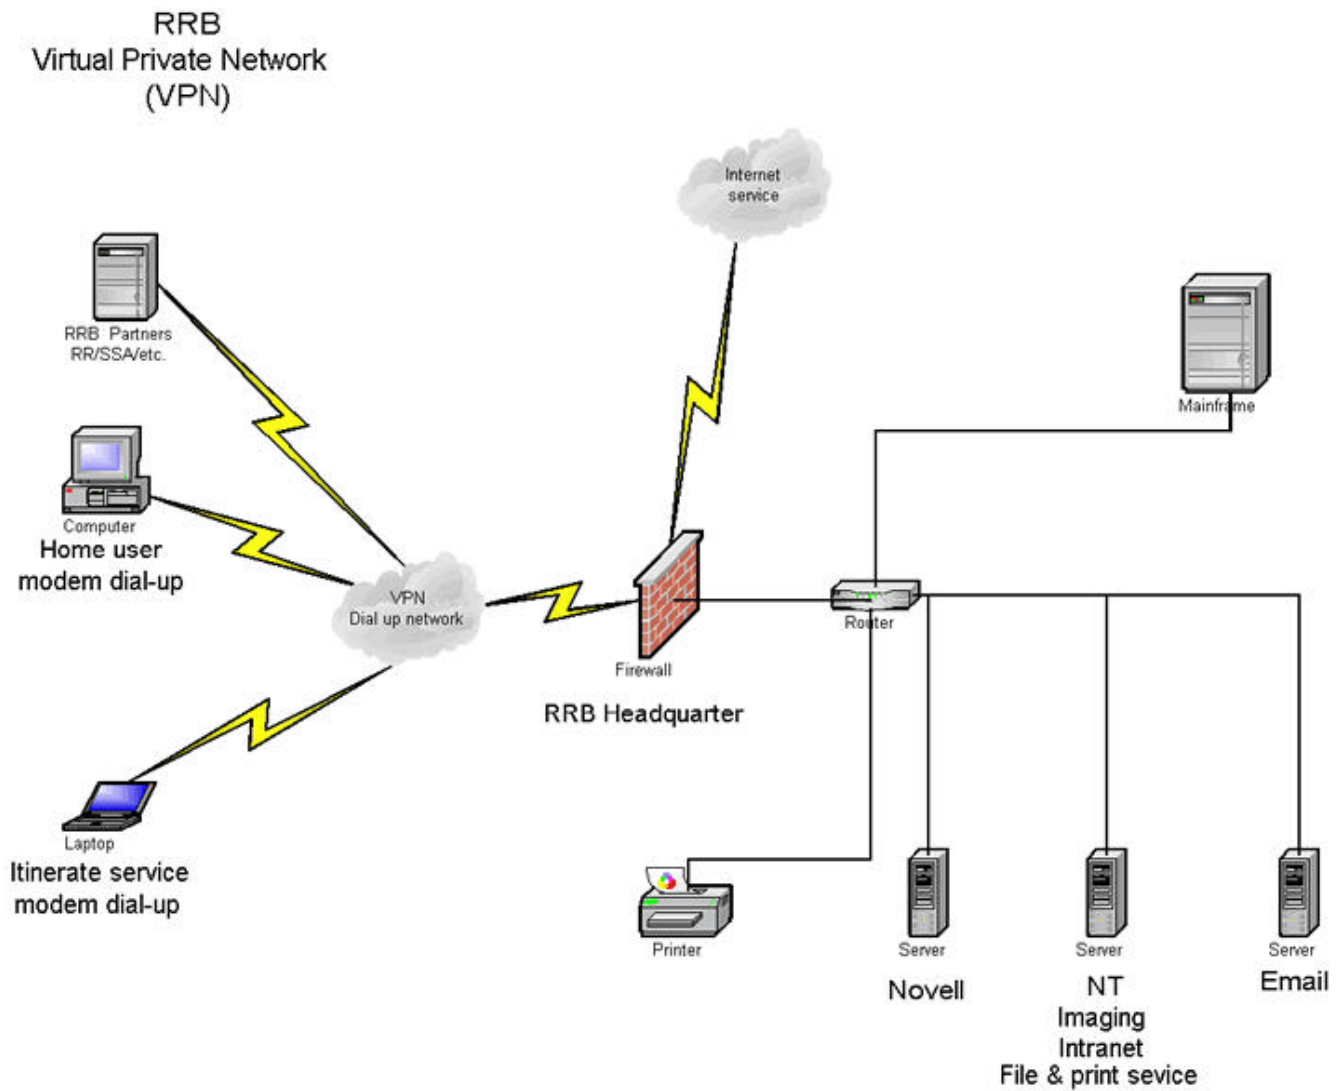 RRB
Virtual Private Network
(VPN)
Internet
service
RRB Partners
RR/SSA/etc.
Mainframe
Computer
Home user
modem dial-up
VPN
Dial up network
Router
Firewall
RRB Headquarter
Laptop
Itinerate service
modem dial-up
Printer
Server
Novell
Server
NT
Imaging
Intranet
File & print sevice
Server
Email